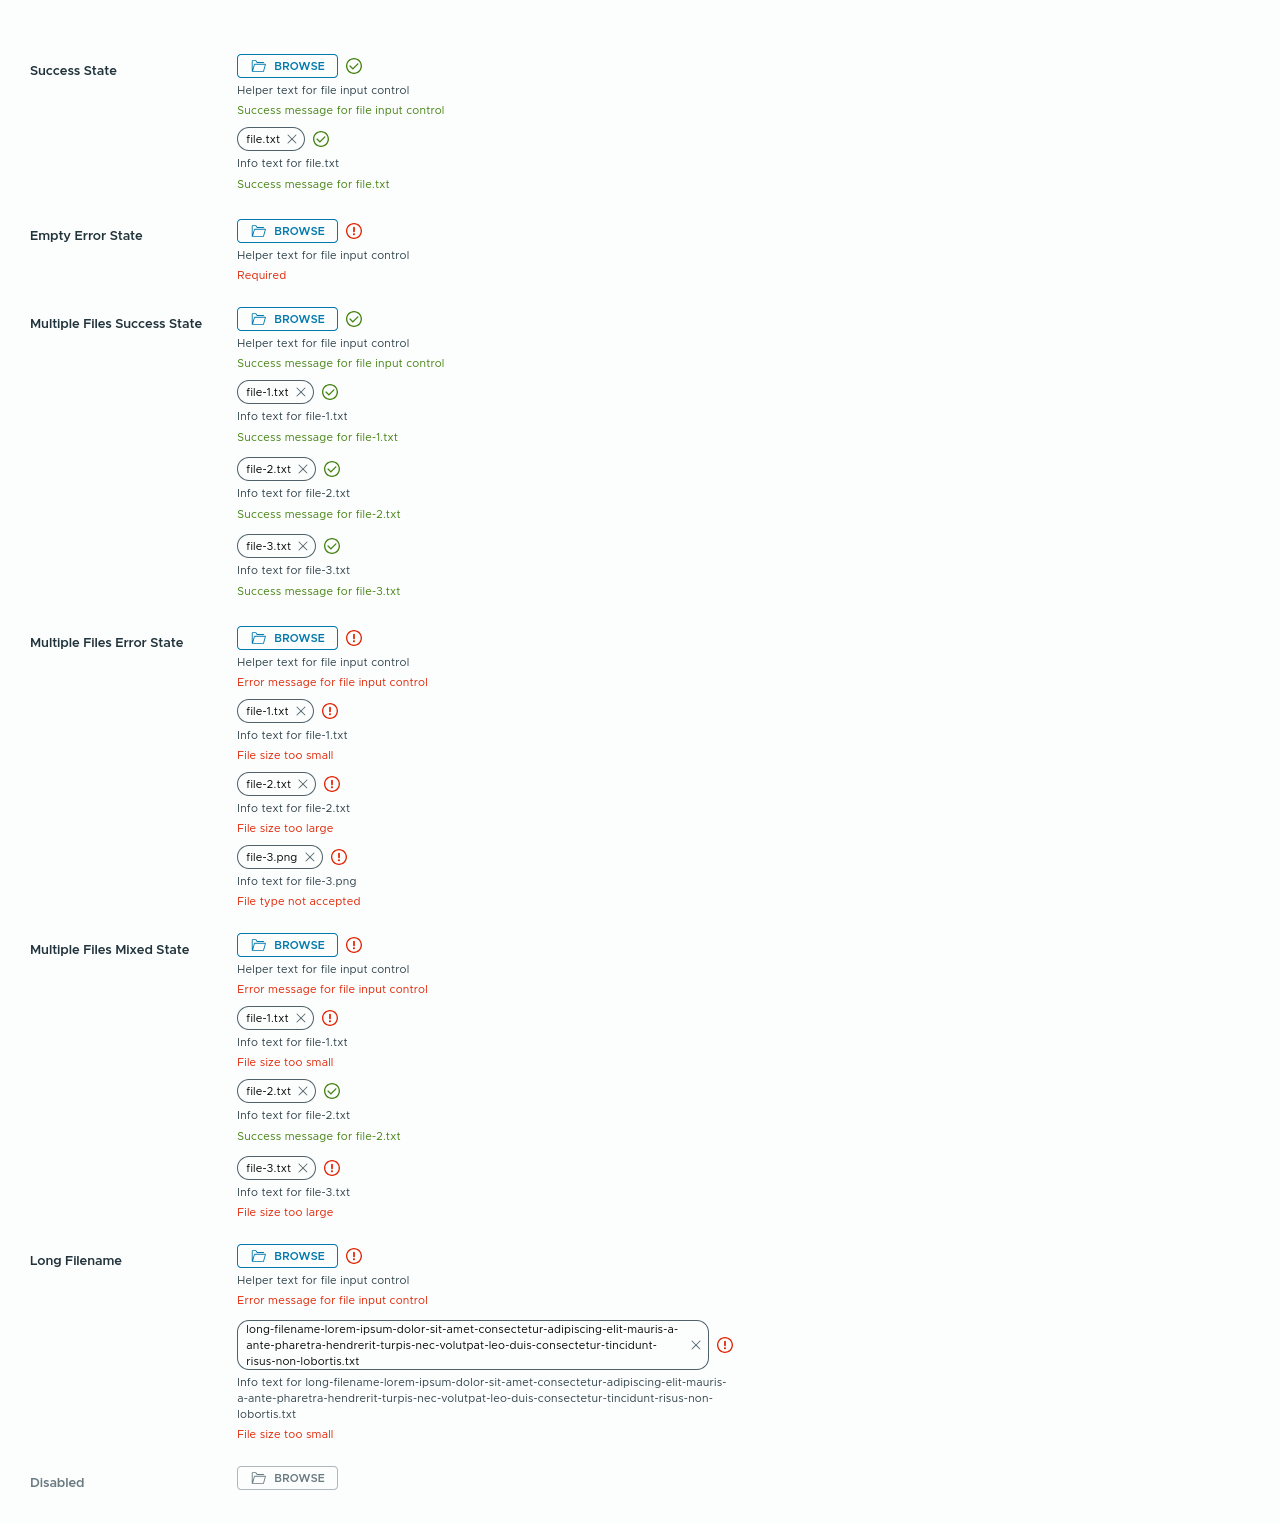 Success State
BROWSE
Helper text for file input control
Success message for file input control
file.txt
Info text for file.txt
Success message for file.txt
Empty Error State
BROWSE
Helper text for file input control
Required
Multiple Files Success State
BROWSE
Helper text for file input control
Success message for file input control
file-1.txt
Info text for file-1.txt
Success message for file-1.txt
file-2.txt
Info text for file-2.txt
Success message for file-2.txt
file-3.txt
Info text for file-3.txt
Success message for file-3.txt
Multiple Files Error State
BROWSE
Helper text for file input control
Error message for file input control
file-1.txt
Info text for file-1.txt
File size too small
file-2.txt
Info text for file-2.txt
File size too large
file-3.png
Info text for file-3.png
File type not accepted
Multiple Files Mixed State
BROWSE
Helper text for file input control
Error message for file input control
file-1.txt
Info text for file-1.txt
File size too small
file-2.txt
Info text for file-2.txt
Success message for file-2.txt
file-3.txt
Info text for file-3.txt
File size too large
Long Filename
BROWSE
Helper text for file input control
Error message for file input control
long-filename-lorem-ipsum-dolor-sit-amet-consectetur-adipiscing-elit-mauris-a-
ante-pharetra-hendrerit-turpis-nec-volutpat-leo-duis-consectetur-tincidunt-
risus-non-lobortis.txt
Info text for long-filename-lorem-ipsum-dolor-sit-amet-consectetur-adipiscing-elit-mauris-
a-ante-pharetra-hendrerit-turpis-nec-volutpat-leo-duis-consectetur-tincidunt-risus-non-
lobortis.txt
File size too small
Disabled
BROWSE